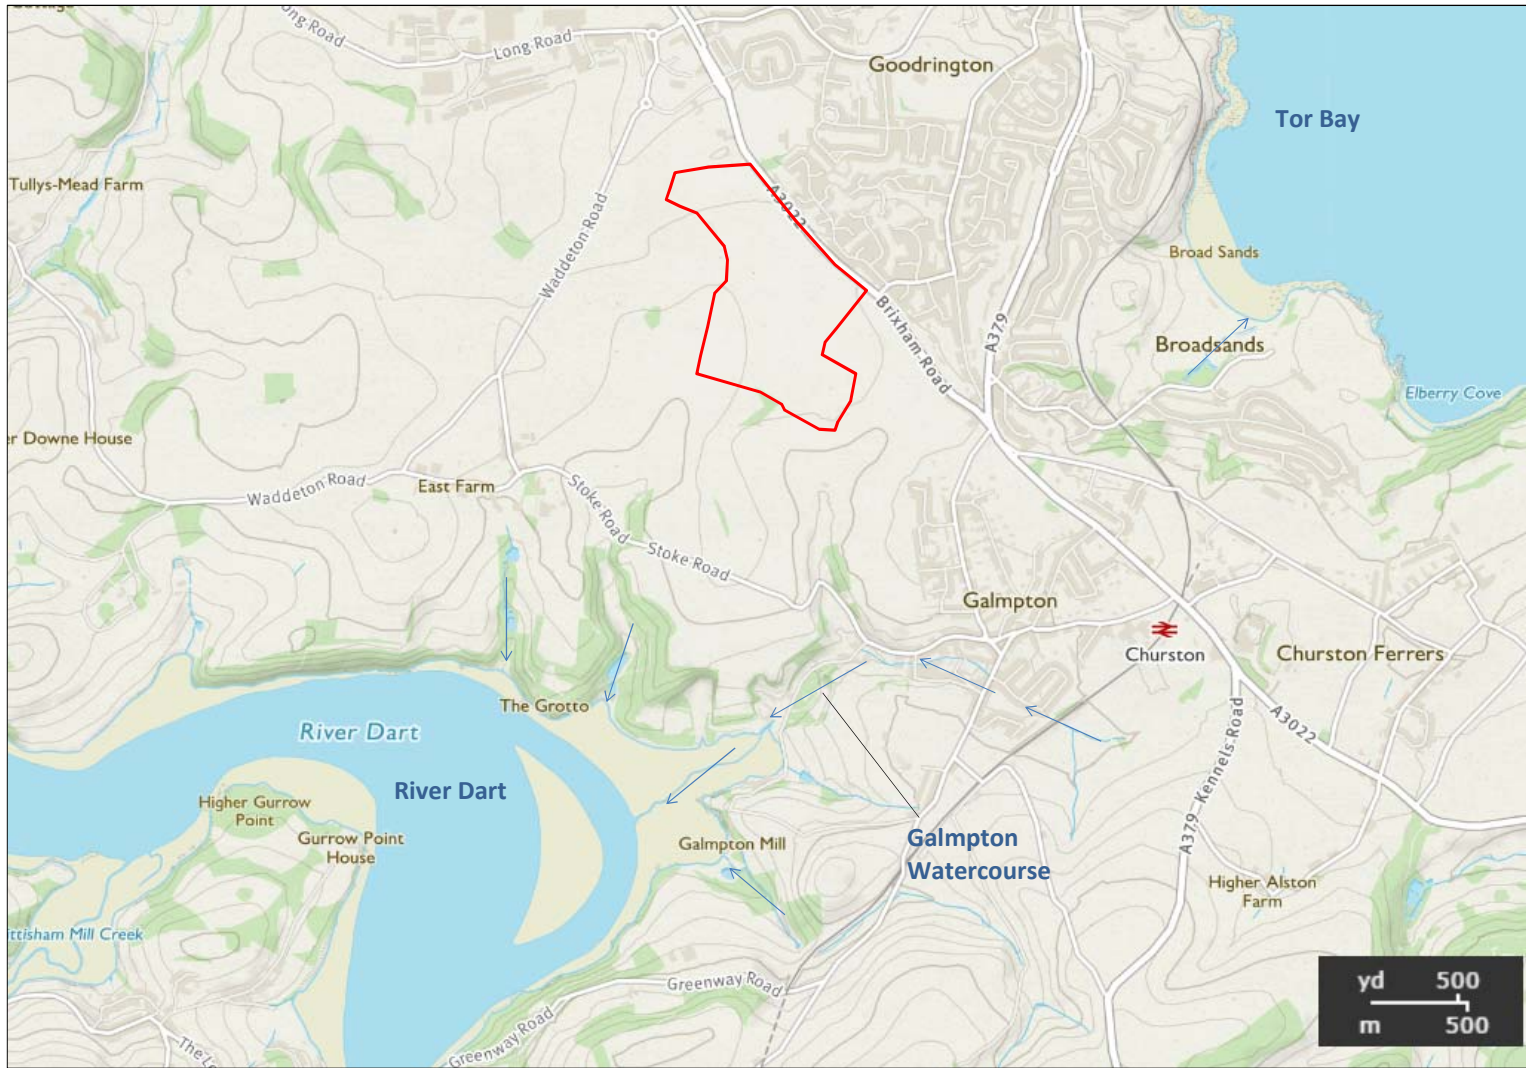 Long Road
Long Road
Goodrington
Tor Bay
Tullys-Mead Farm
A3022
Waddeton Road
Broad Sands
Brixham Road
A379
Broadsands
Elberry Cove
er Downe House
Waddeton Road
East Farm
Stoke Road
Stoke Road
Galmpton
Churston
Churston Ferrers
The Grotto
River Dart
A3022
A379 Kennels Road
River Dart
Higher Gurrow
Point
Gurrow Point
House
Galmpton Mill
Galmpton
Watercourse
Higher Alston
Farm
ittisham Mill Creek
Greenway Road
Greenway Road
yd 500
m 500